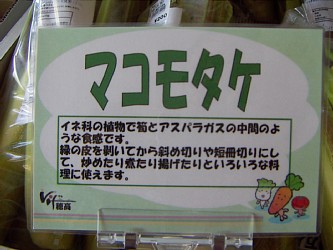 マコモタケ
イネ科の植物で筍とアスパラガスの中間のよ
うな食感です。
緑の皮を剥いてから斜め切りや短冊切りにし
て、炒めたり煮たり揚げたりといろいろな料
理に使えます。
Vif
穂高